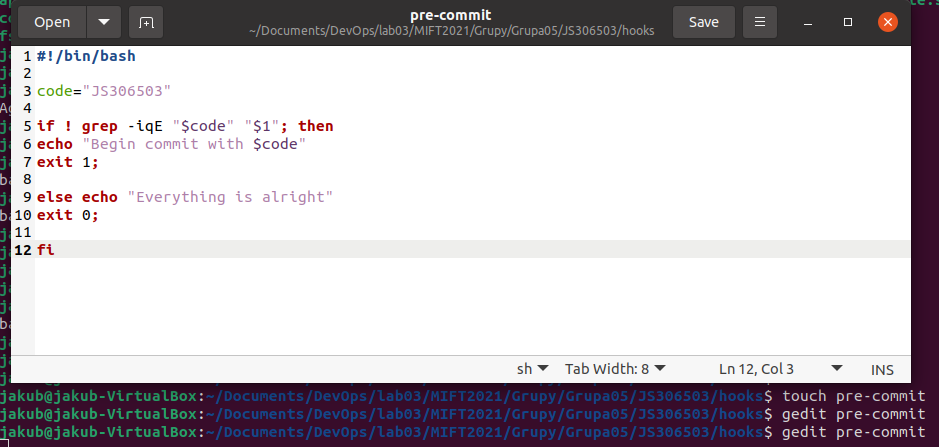 Open
pre-commit
~/Documents/DevOps/lab03/MIFT2021/Grupy/Grupa05/JS306503/hooks
Save
1 #!/bin/bash
2
3 code="JS306503"
4
5 if ! grep -iqE "$code" "$1"; then
6 echo "Begin commit with $code"
7 exit 1;
8
9 else echo "Everything is alright"
10 exit 0;
11
12 fi
sh Tab Width: 8 Ln 12, Col 3 INS
jakub@jakub-VirtualBox:~/Documents/DevOps/lab03/MIFT2021/Grupy/Grupa05/JS306503/hooks$ touch pre-commit
jakub@jakub-VirtualBox:~/Documents/DevOps/lab03/MIFT2021/Grupy/Grupa05/JS306503/hooks$ gedit pre-commit
jakub@jakub-VirtualBox:~/Documents/DevOps/lab03/MIFT2021/Grupy/Grupa05/JS306503/hooks$ gedit pre-commit